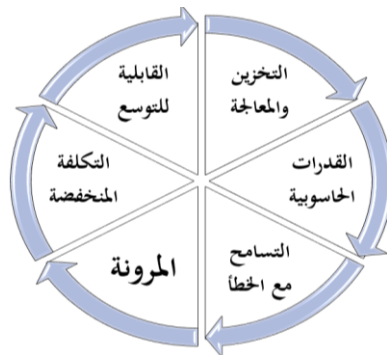 التخزين
والمعالجة
القدرات
الحاسوبية
التسامح
مع الخطأ
المرونة
التكلفة
المنخفضة
القابلية
للتوسع